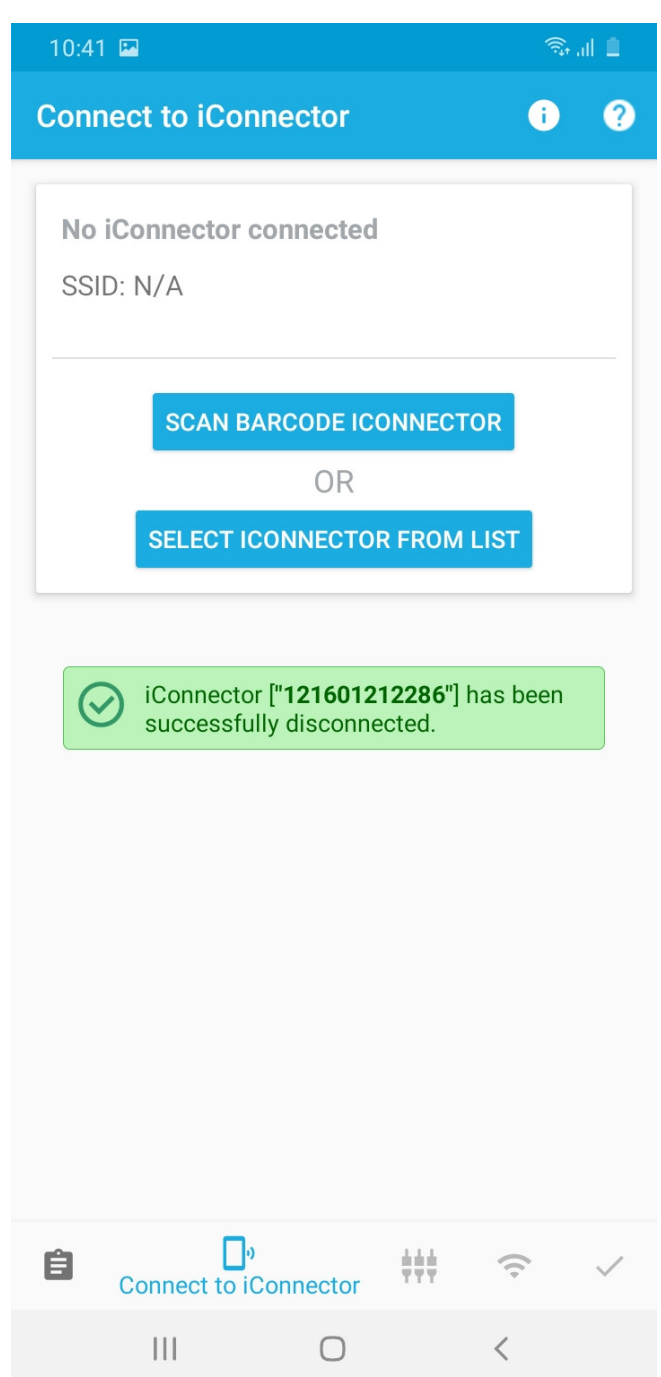 10:41
Connect to iConnector
No iConnector connected
SSID: N/A
SCAN BARCODE ICONNECTOR
OR
SELECT ICONNECTOR FROM LIST
iConnector ["121601212286"] has been
successfully disconnected.
Connect to iConnector